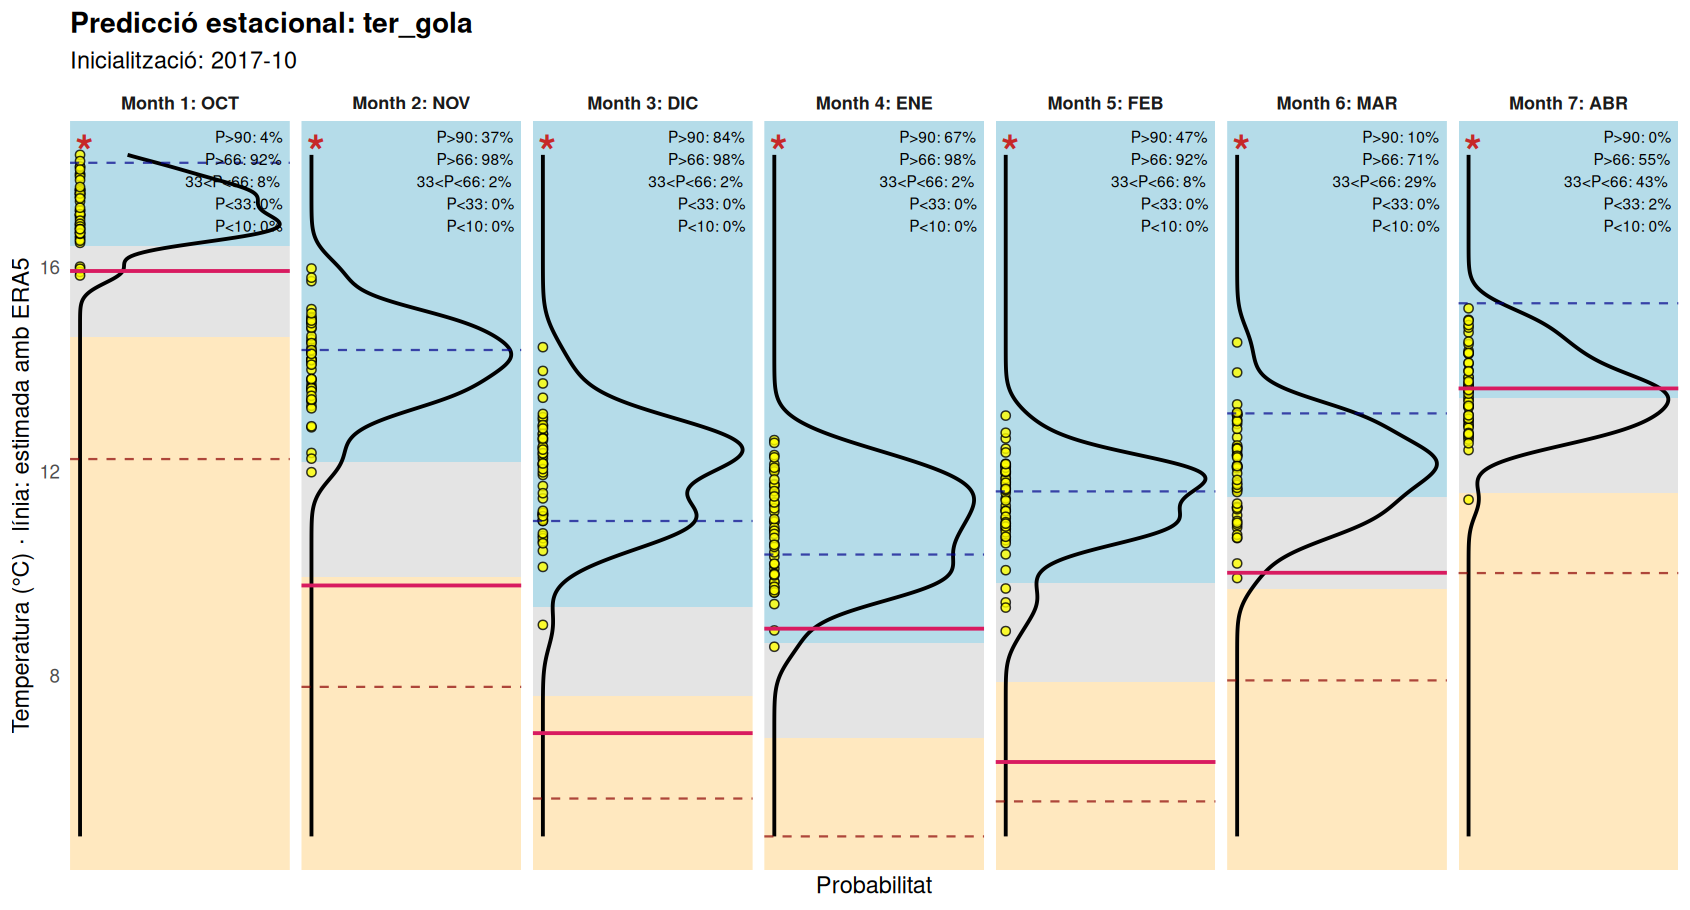 Predicció estacional: ter_gola
Inicialització: 2017-10
Month 1: OCT
Month 2: NOV
Month 3: DIC
Month 4: ENE
Month 5: FEB
Month 6: MAR
Month 7: ABR
*
P>90: 4%
P>66: 92%
33<P<66: 8%
P<33: 0%
P<10: 0%
*
P>90: 37%
P>66: 98%
33<P<66: 2%
P<33: 0%
P<10: 0%
*
P>90: 84%
P>66: 98%
33<P<66: 2%
P<33: 0%
P<10: 0%
*
P>90: 67%
P>66: 98%
33<P<66: 2%
P<33: 0%
P<10: 0%
*
P>90: 47%
P>66: 92%
33<P<66: 8%
P<33: 0%
P<10: 0%
*
P>90: 10%
P>66: 71%
33<P<66: 29%
P<33: 0%
P<10: 0%
*
P>90: 0%
P>66: 55%
33<P<66: 43%
P<33: 2%
P<10: 0%
16
12
8
Temperatura (°C) · línia: estimada amb ERA5
Probabilitat